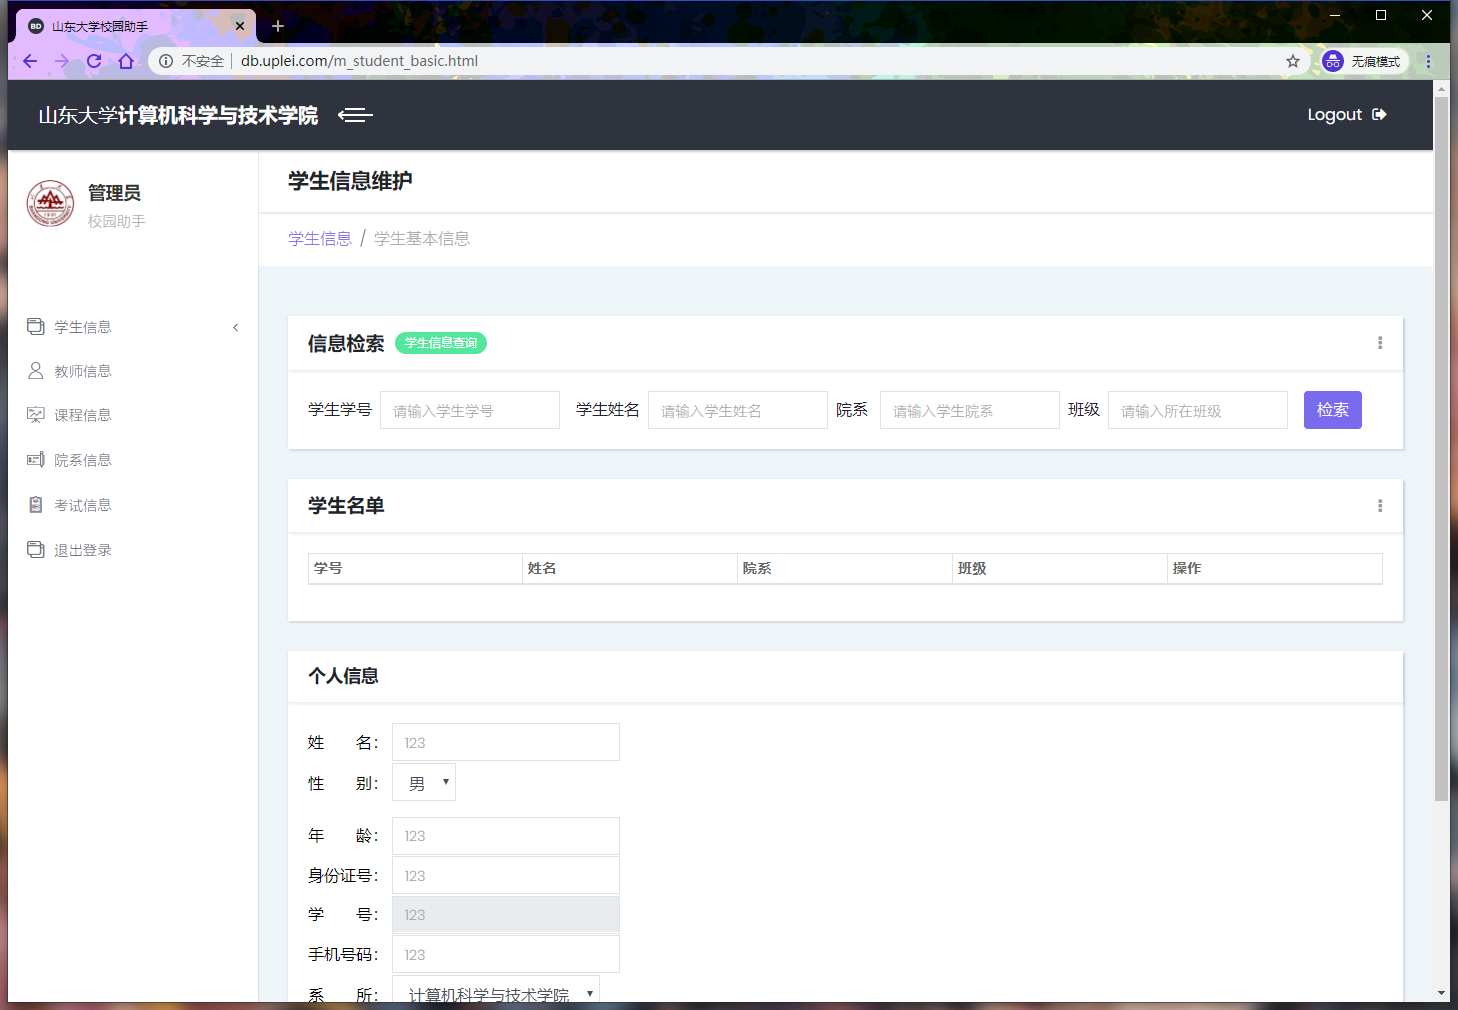 BD 山东大学校园助手
不安全 db.uplei.com/m_student_basic.html 无痕模式
山东大学计算机科学与技术学院 Logout
管理员
校园助手
学生信息
教师信息
课程信息
院系信息
考试信息
退出登录
学生信息维护
学生信息 / 学生基本信息
信息检索 学生信息查询
学生学号 请输入学生学号 学生姓名 请输入学生姓名 院系 请输入学生院系 班级 请输入所在班级 检索
学生名单
学号 姓名 院系 班级 操作
个人信息
姓 名： 123
性 别： 男
年 龄： 123
身份证号： 123
学 号： 123
手机号码： 123
系 所： 计算机科学与技术学院